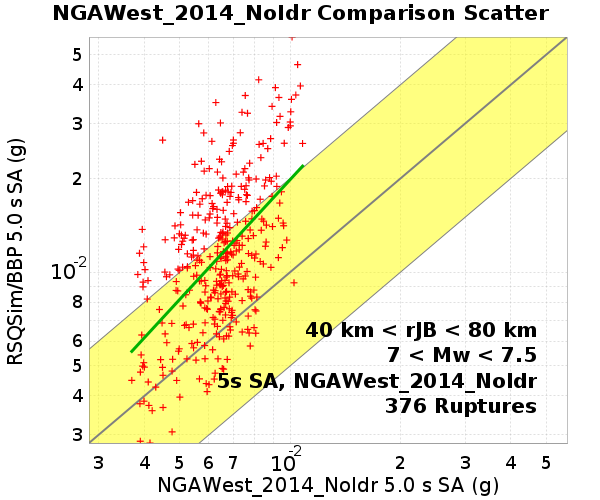 NGAWest_2014_NoIdr Comparison Scatter
RSQSim/BBP 5.0 s SA (g)
5
4
3
2
10-2
8
6
5
4
3
40 km < rJB < 80 km
7 < Mw < 7.5
5s SA, NGAWest_2014_NoIdr
376 Ruptures
3 4 5 6 7 10-2 2 3 4 5
NGAWest_2014_NoIdr 5.0 s SA (g)